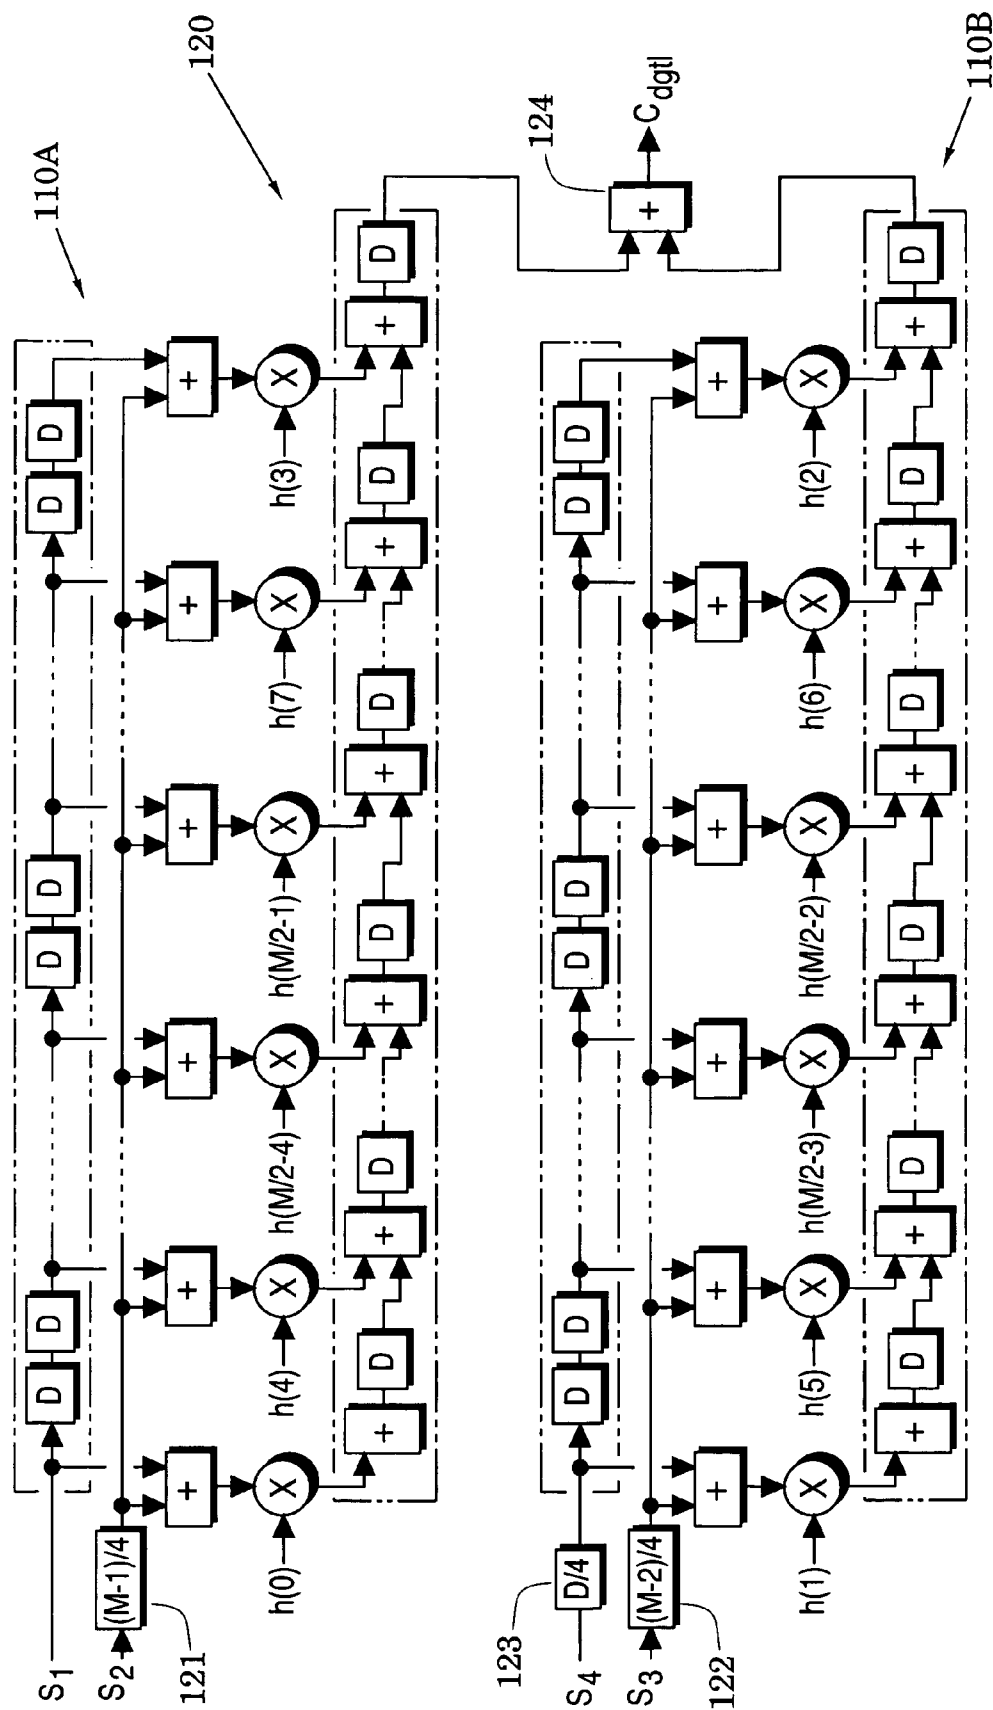 110A
120
S1
D D D D D D
S2
(M-1)/4
121
+ + + + + +
X X X X X X
h(0) h(4) h(M/2-4) h(M/2-1) h(7) h(3)
+ D + D + D + D + D + D
124
+
Cdgtl
123
S4
D/4
D D D D D D
S3
(M-2)/4
122
+ + + + + +
X X X X X X
h(1) h(5) h(M/2-3) h(M/2-2) h(6) h(2)
+ D + D + D + D + D + D
110B